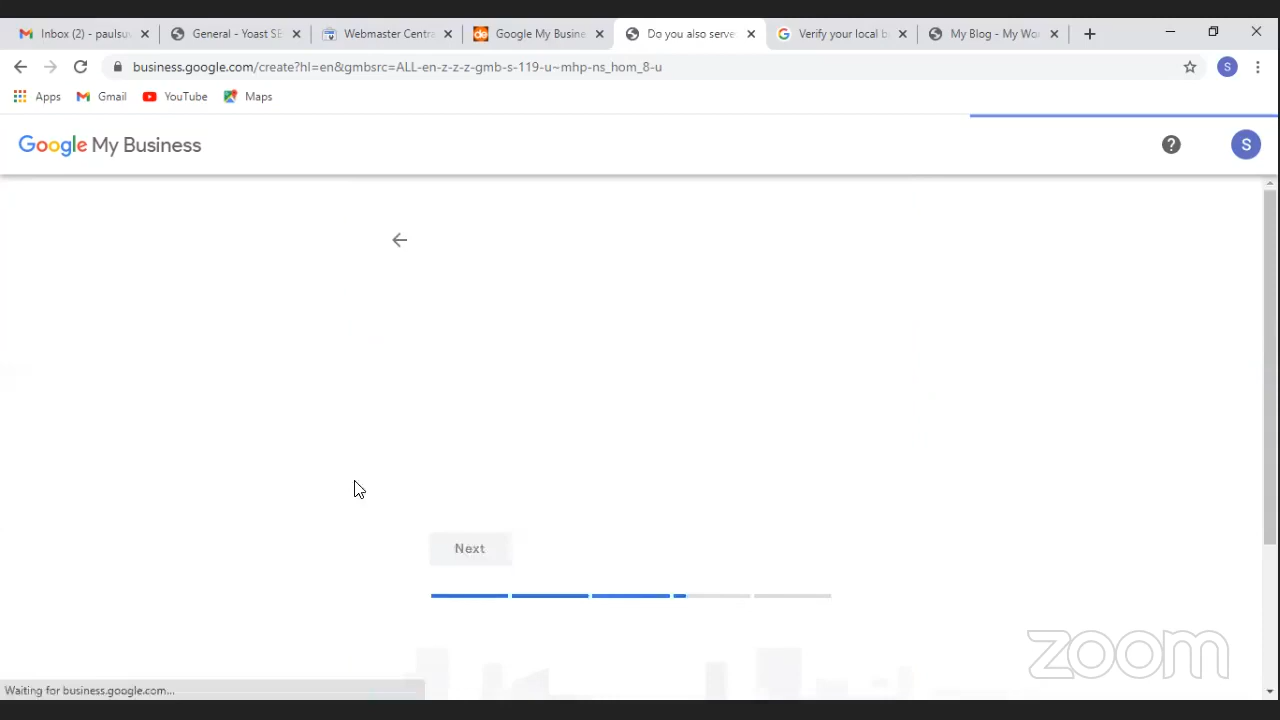 Inbox (2) - paulsu
General - Yoast SE
Webmaster Centra
Google My Busine
Do you also serve
Verify your local b
My Blog - My Wo
business.google.com/create?hl=en&gmbsrc=ALL-en-z-z-z-gmb-s-119-u~mhp-ns_hom_8-u
S
Apps
Gmail
YouTube
Maps
Google My Business
?
S
Next
zoom
Waiting for business.google.com...